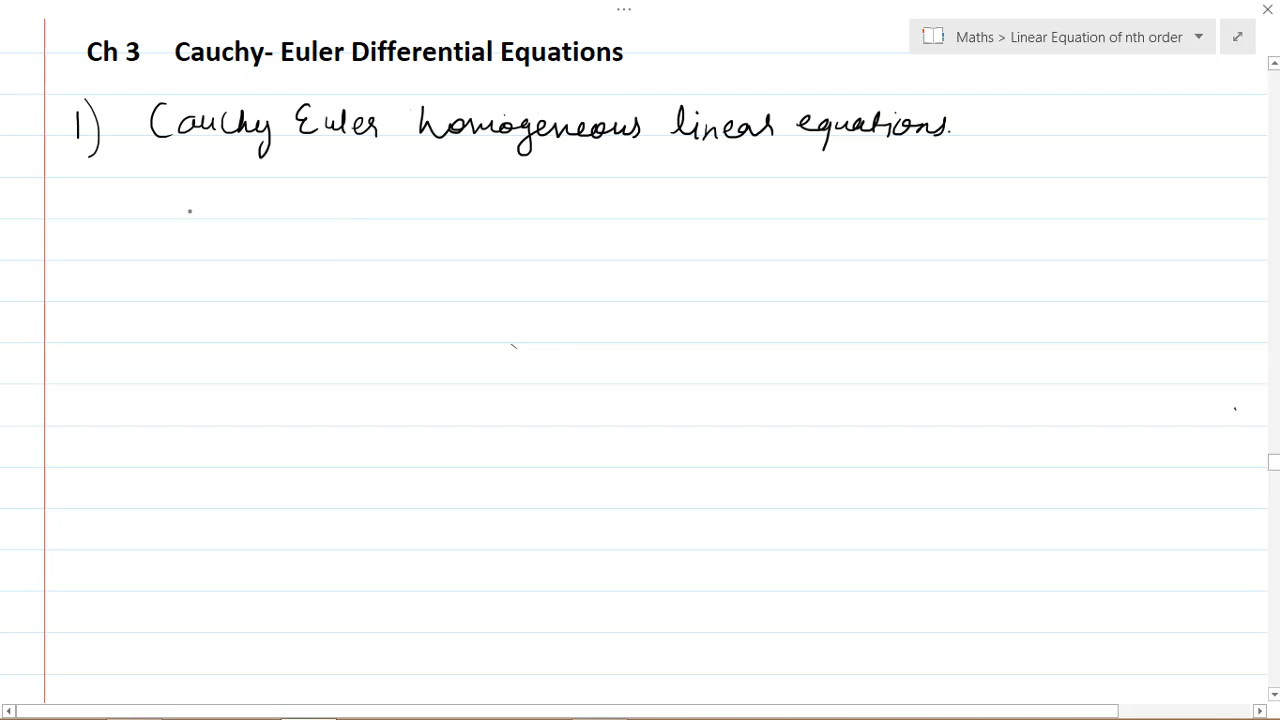 ...
Ch 3 Cauchy- Euler Differential Equations
Maths > Linear Equation of nth order
1) Cauchy Euler homogeneous linear equations.